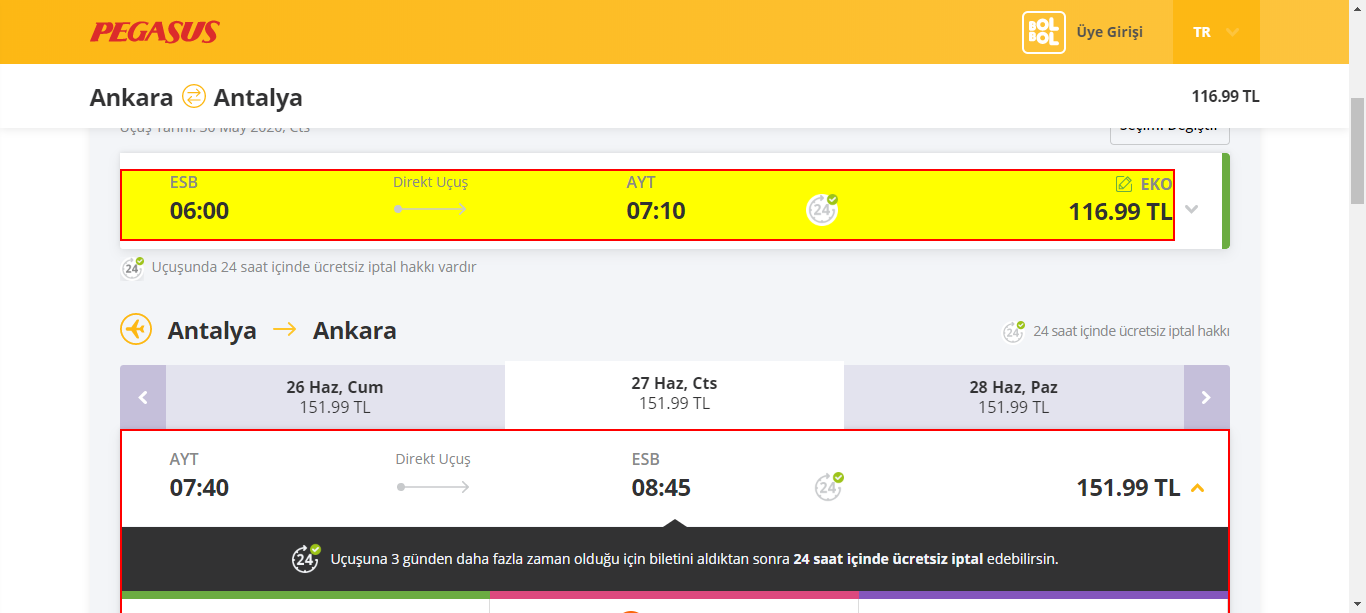 PEGASUS
BOL BOL
Üye Girişi
TR
Ankara Antalya
116.99 TL
Uçuş Tarihi: 30 May 2020, Cts
Seçimi Değiştir
ESB
Direkt Uçuş
AYT
EKO
06:00
07:10
24
116.99 TL
24 Uçuşunda 24 saat içinde ücretsiz iptal hakkı vardır
Antalya Ankara
24 24 saat içinde ücretsiz iptal hakkı
26 Haz, Cum
151.99 TL
27 Haz, Cts
151.99 TL
28 Haz, Paz
151.99 TL
AYT
Direkt Uçuş
ESB
07:40
08:45
24
151.99 TL
24 Uçuşuna 3 günden daha fazla zaman olduğu için biletini aldıktan sonra 24 saat içinde ücretsiz iptal edebilirsin.